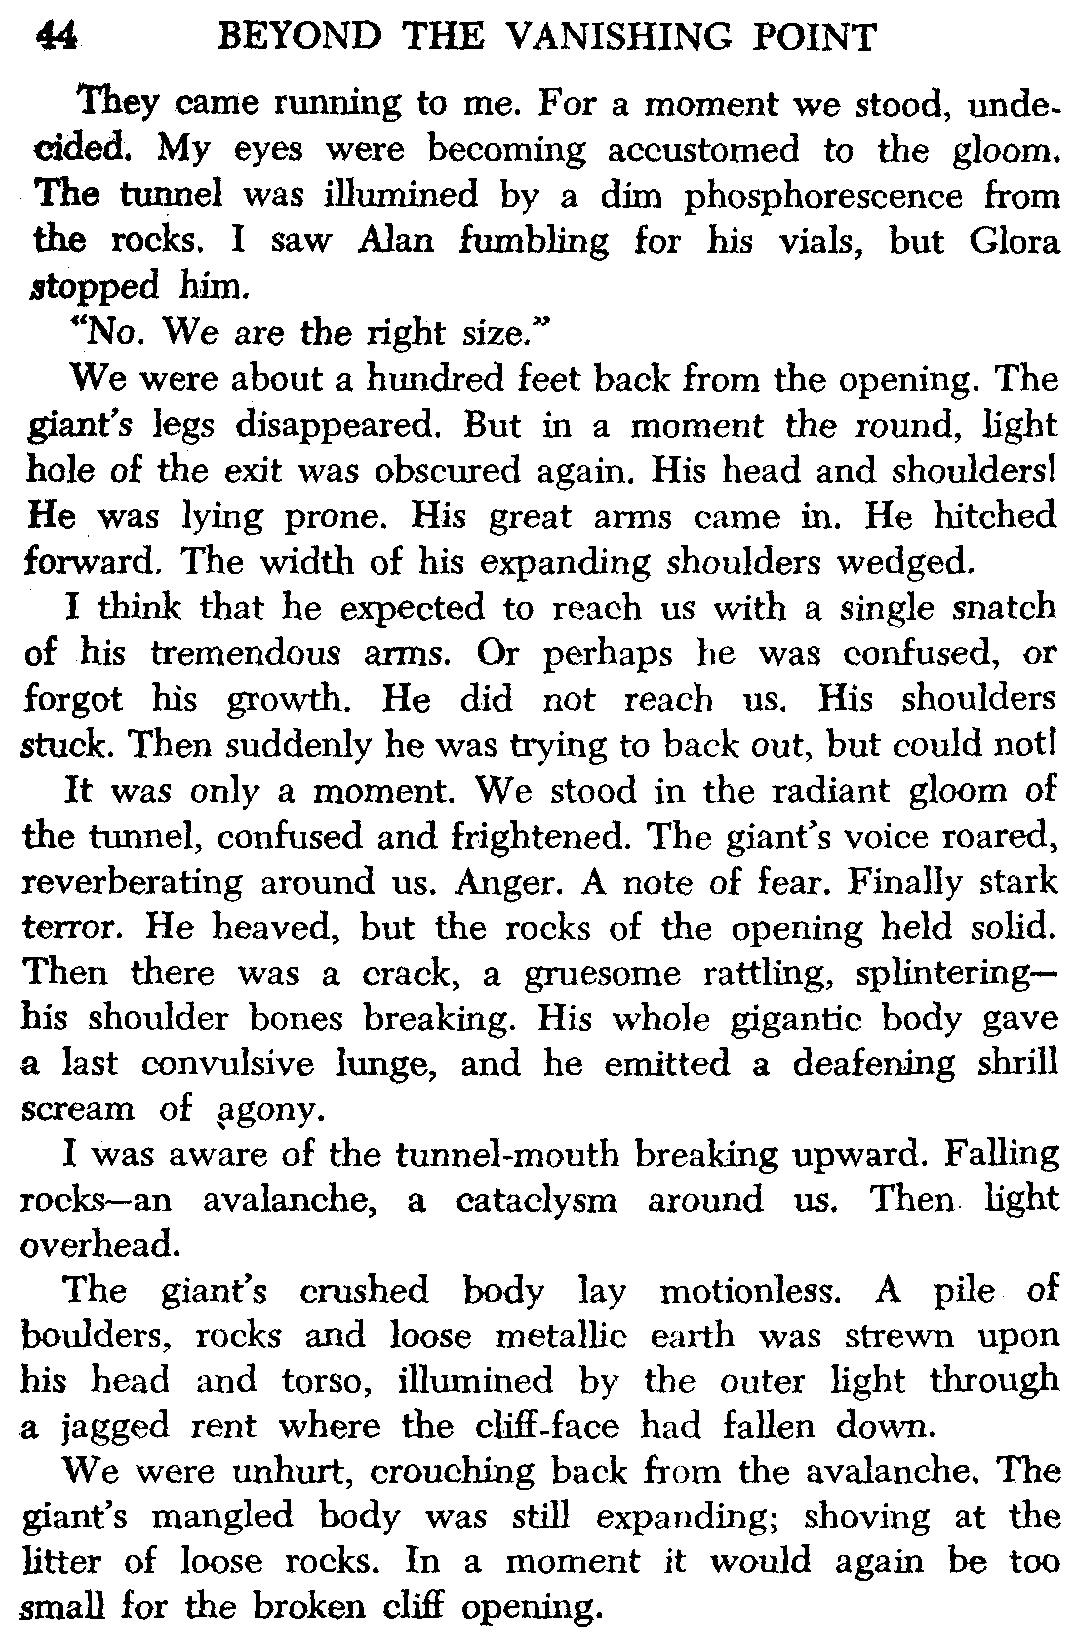 44 BEYOND THE VANISHING POINT
They came running to me. For a moment we stood, unde-
cided. My eyes were becoming accustomed to the gloom.
The tunnel was illumined by a dim phosphorescence from
the rocks. I saw Alan fumbling for his vials, but Glora
stopped him.
"No. We are the right size."
We were about a hundred feet back from the opening. The
giant's legs disappeared. But in a moment the round, light
hole of the exit was obscured again. His head and shoulders!
He was lying prone. His great arms came in. He hitched
forward. The width of his expanding shoulders wedged.
I think that he expected to reach us with a single snatch
of his tremendous arms. Or perhaps he was confused, or
forgot his growth. He did not reach us. His shoulders
stuck. Then suddenly he was trying to back out, but could not!
It was only a moment. We stood in the radiant gloom of
the tunnel, confused and frightened. The giant's voice roared,
reverberating around us. Anger. A note of fear. Finally stark
terror. He heaved, but the rocks of the opening held solid.
Then there was a crack, a gruesome rattling, splintering—
his shoulder bones breaking. His whole gigantic body gave
a last convulsive lunge, and he emitted a deafening shrill
scream of agony.
I was aware of the tunnel-mouth breaking upward. Falling
rocks—an avalanche, a cataclysm around us. Then light
overhead.
The giant's crushed body lay motionless. A pile of
boulders, rocks and loose metallic earth was strewn upon
his head and torso, illumined by the outer light through
a jagged rent where the cliff-face had fallen down.
We were unhurt, crouching back from the avalanche. The
giant's mangled body was still expanding; shoving at the
litter of loose rocks. In a moment it would again be too
small for the broken cliff opening.